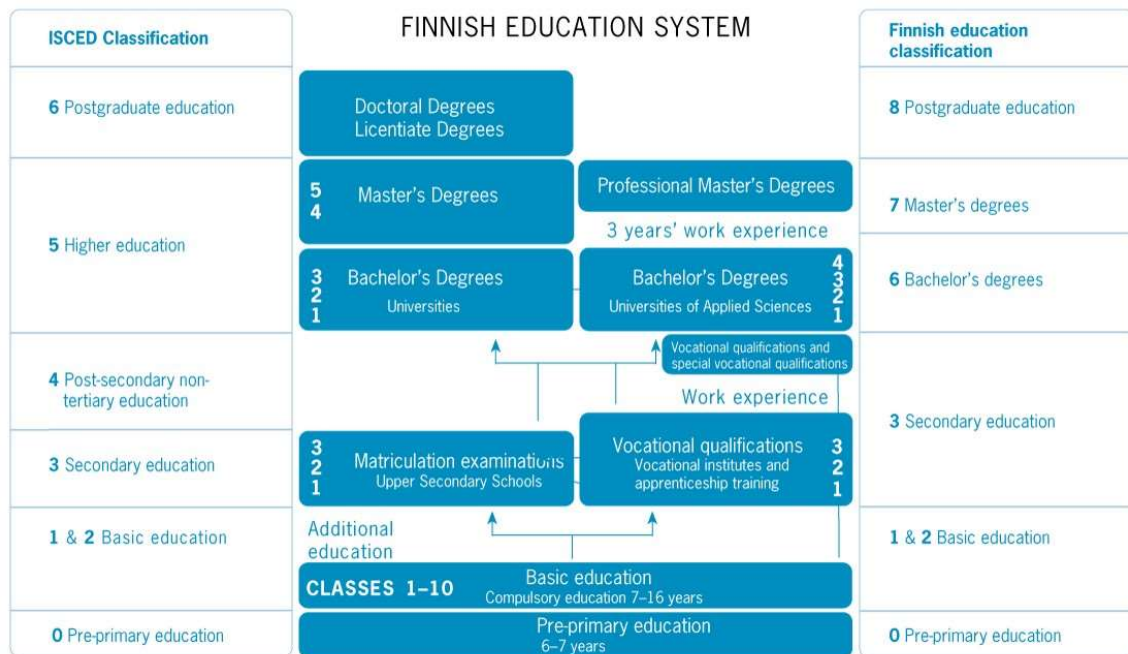 FINNISH EDUCATION SYSTEM
ISCED Classification
6 Postgraduate education
5 Higher education
4 Post-secondary non-
tertiary education
3 Secondary education
1 & 2 Basic education
0 Pre-primary education
Doctoral Degrees
Licentiate Degrees
5
4
Master's Degrees
Professional Master's Degrees
3 years' work experience
3
2
1
Bachelor's Degrees
Universities
Bachelor's Degrees
Universities of Applied Sciences
4
3
2
1
Vocational qualifications and
special vocational qualifications
Work experience
3
2
1
Matriculation examinations
Upper Secondary Schools
Vocational qualifications
Vocational institutes and
apprenticeship training
3
2
1
Additional
education
CLASSES 1–10
Basic education
Compulsory education 7–16 years
Pre-primary education
6–7 years
Finnish education
classification
8 Postgraduate education
7 Master's degrees
6 Bachelor's degrees
3 Secondary education
1 & 2 Basic education
0 Pre-primary education